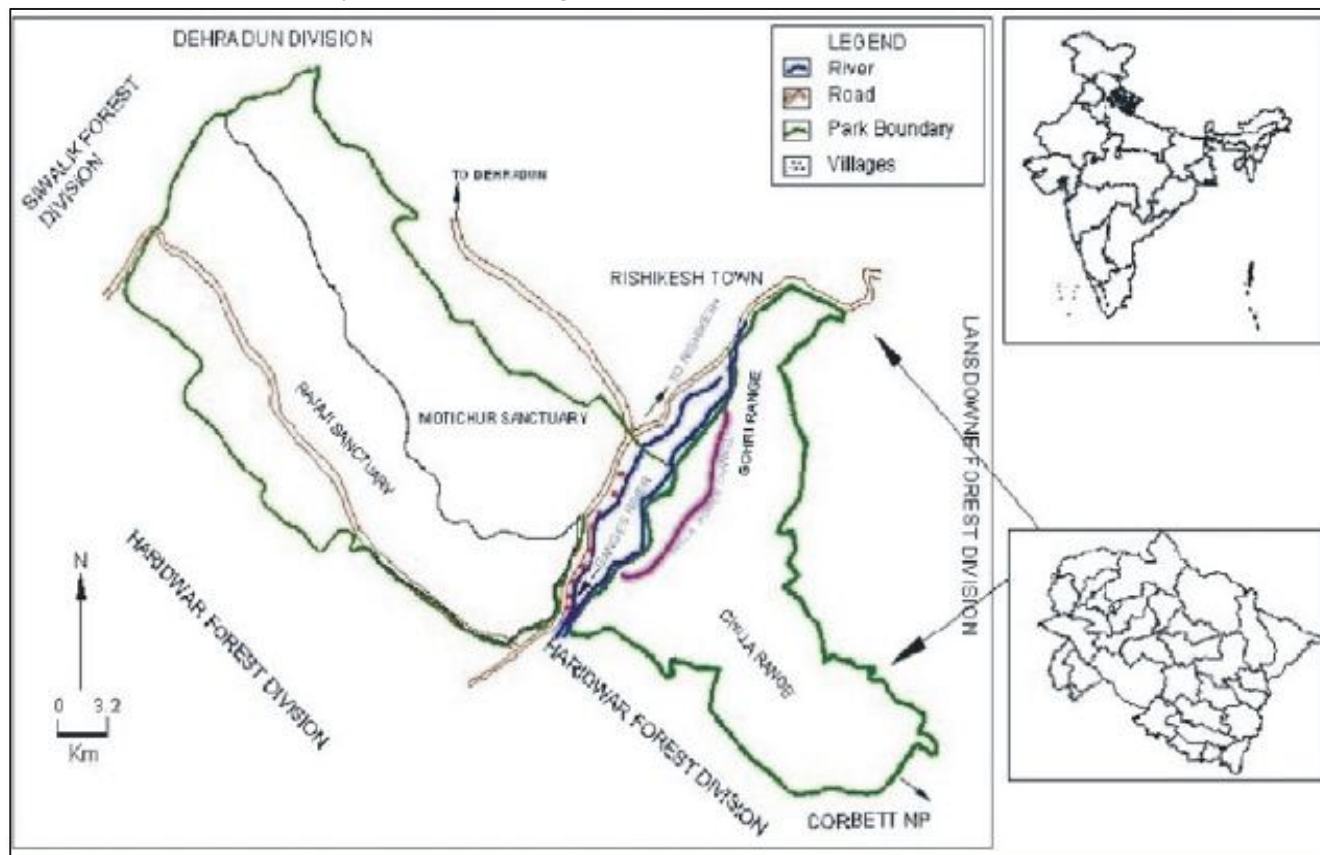 DEHRADUN DIVISION
SIWALIK FOREST
DIVISION
LEGEND
River
Road
Park Boundary
Villages
TO DEHRADUN
RISHIKESH TOWN
TO RISHIKESH
LANSDOWNE FOREST DIVISION
RAJAJI SANCTUARY
MOTICHUR SANCTUARY
GOHRI RANGE
GANGES RIVER
CHILLA RANGE
HARIDWAR FOREST DIVISION
HARIDWAR FOREST DIVISION
N
0 3.2
Km
CORBETT NP